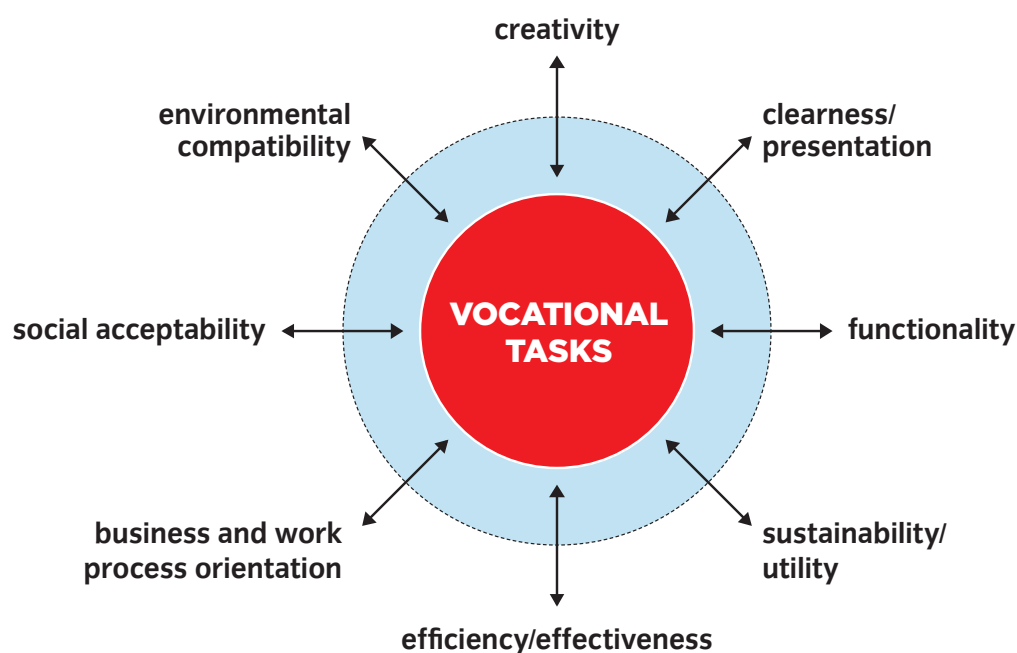 creativity
environmental
compatibility
clearness/
presentation
social acceptability
VOCATIONAL
TASKS
functionality
business and work
process orientation
sustainability/
utility
efficiency/effectiveness